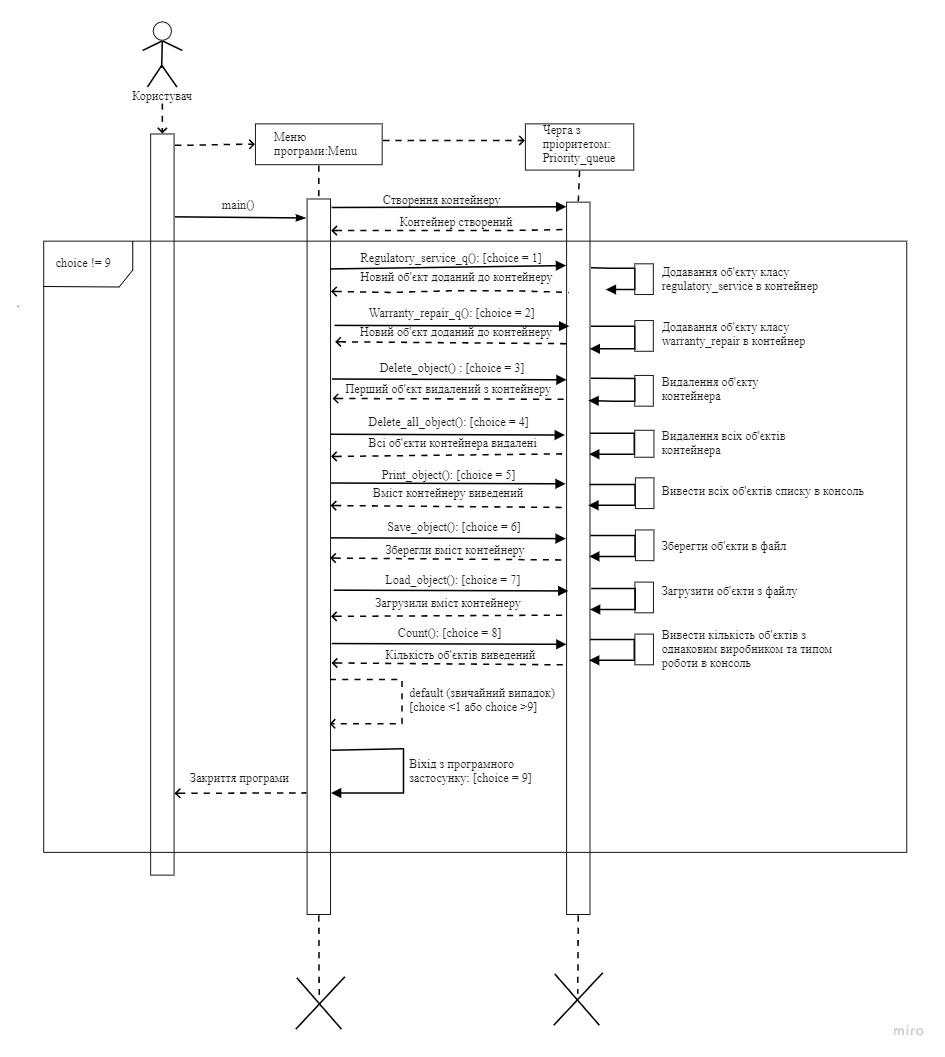 Користувач
Меню
програми:Menu
Черга з
пріоритетом:
Priority_queue
main()
Створення контейнеру
Контейнер створений
choice != 9
Regulatory_service_q(): [choice = 1]
Новий об'єкт доданий до контейнеру
Додавання об'єкту класу
regulatory_service в контейнер
Warranty_repair_q(): [choice = 2]
Новий об'єкт доданий до контейнеру
Додавання об'єкту класу
warranty_repair в контейнер
Delete_object() : [choice = 3]
Перший об'єкт видалений з контейнеру
Видалення об'єкту
контейнера
Delete_all_object(): [choice = 4]
Всі об'єкти контейнера видалені
Видалення всіх об'єктів
контейнера
Print_object(): [choice = 5]
Вміст контейнеру виведений
Вивести всіх об'єктів списку в консоль
Save_object(): [choice = 6]
Зберегли вміст контейнеру
Зберегти об'єкти в файл
Load_object(): [choice = 7]
Загрузили вміст контейнеру
Загрузити об'єкти з файлу
Count(): [choice = 8]
Кількість об'єктів виведений
Вивести кількість об'єктів з
однаковим виробником та типом
роботи в консоль
default (звичайний випадок)
[choice <1 або choice >9]
Віхід з програмного
застосунку: [choice = 9]
Закриття програми
miro